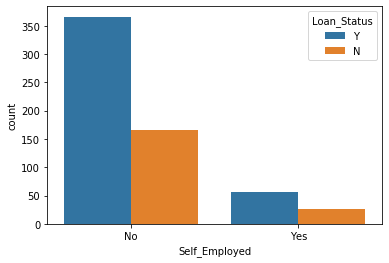 Loan_Status
Y
N
350
300
250
200
150
100
50
0
count
No
Yes
Self_Employed